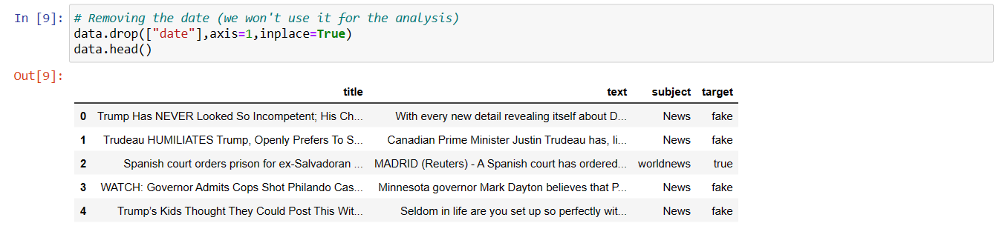 In [9]: # Removing the date (we won't use it for the analysis)
data.drop(["date"],axis=1,inplace=True)
data.head()
Out[9]:
title text subject target
0 Trump Has NEVER Looked So Incompetent; His Ch... With every new detail revealing itself about D... News fake
1 Trudeau HUMILIATES Trump, Openly Prefers To S... Canadian Prime Minister Justin Trudeau has, li... News fake
2 Spanish court orders prison for ex-Salvadoran ... MADRID (Reuters) - A Spanish court has ordered... worldnews true
3 WATCH: Governor Admits Cops Shot Philando Cas... Minnesota governor Mark Dayton believes that P... News fake
4 Trump’s Kids Thought They Could Post This Wit... Seldom in life are you set up so perfectly wit... News fake